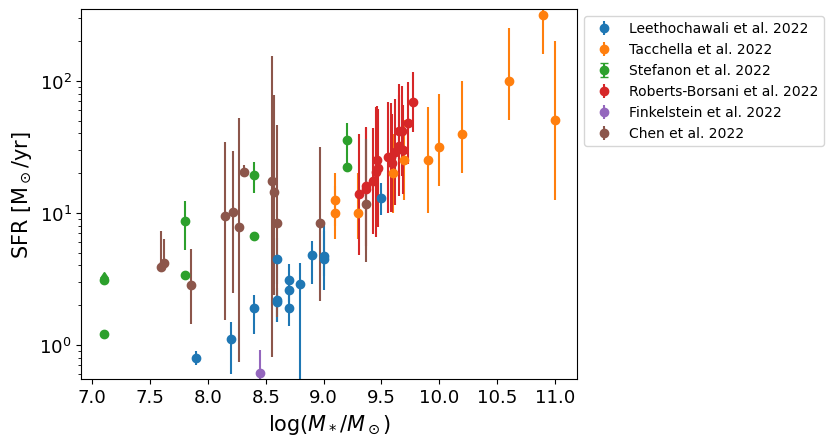 Leethochawali et al. 2022
Tacchella et al. 2022
Stefanon et al. 2022
Roberts-Borsani et al. 2022
Finkelstein et al. 2022
Chen et al. 2022
SFR [M⊙/yr]
10²
10¹
10⁰
7.0 7.5 8.0 8.5 9.0 9.5 10.0 10.5 11.0
log(M*/M⊙)